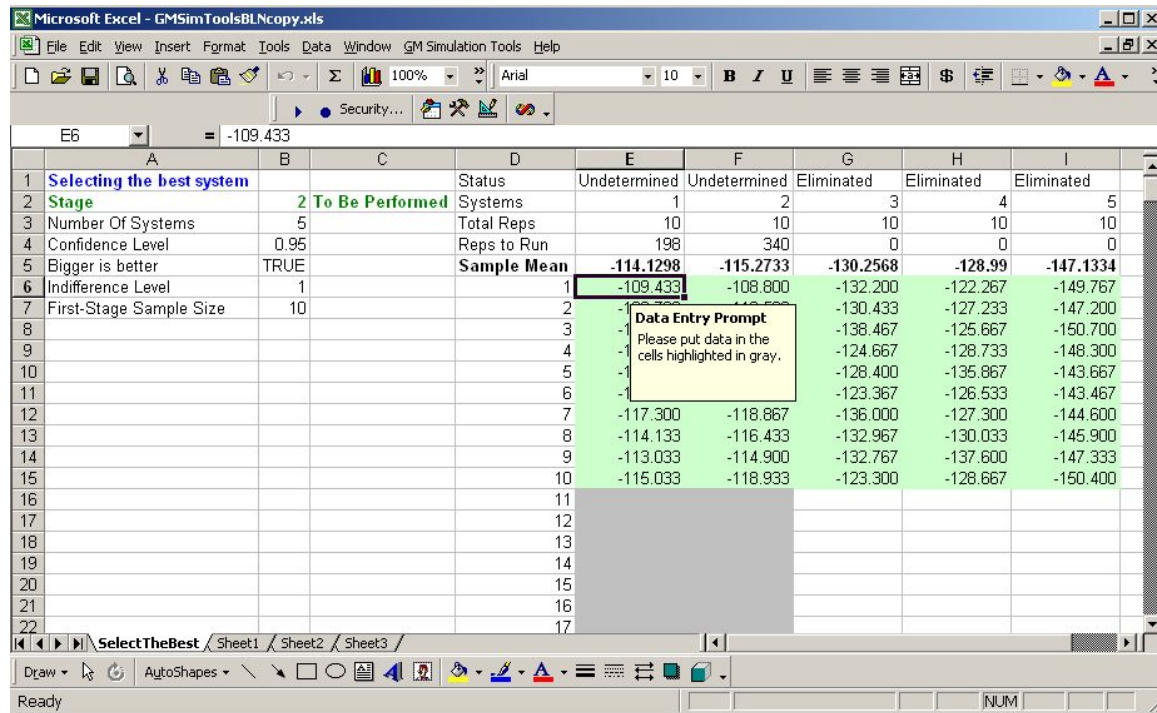 Microsoft Excel - GMSimToolsBLNcopy.xls
File Edit View Insert Format Tools Data Window GM Simulation Tools Help
100% Arial 10 B I U $ A
Security...
E6 = -109.433
A B C D E F G H I
1 Selecting the best system Status Undetermined Undetermined Eliminated Eliminated Eliminated
2 Stage 2 To Be Performed Systems 1 2 3 4 5
3 Number Of Systems 5 Total Reps 10 10 10 10 10
4 Confidence Level 0.95 Reps to Run 198 340 0 0 0
5 Bigger is better TRUE Sample Mean -114.1298 -115.2733 -130.2568 -128.99 -147.1334
6 Indifference Level 1 1 -109.433 -108.800 -132.200 -122.267 -149.767
7 First-Stage Sample Size 10 2 -130.433 -127.233 -147.200
8 3 -138.467 -125.667 -150.700
9 4 -124.667 -128.733 -148.300
10 5 -128.400 -135.867 -143.667
11 6 -123.367 -126.533 -143.467
Data Entry Prompt
Please put data in the
cells highlighted in gray.
12 7 -117.300 -118.867 -136.000 -127.300 -144.600
13 8 -114.133 -116.433 -132.967 -130.033 -145.900
14 9 -113.033 -114.900 -132.767 -137.600 -147.333
15 10 -115.033 -118.933 -123.300 -128.667 -150.400
16 11
17 12
18 13
19 14
20 15
21 16
22 17
SelectTheBest Sheet1 Sheet2 Sheet3
Draw AutoShapes A A
Ready NUM